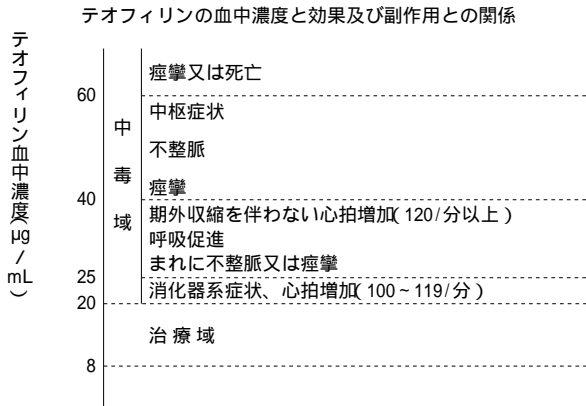 テオフィリンの血中濃度と効果及び副作用との関係
テオフィリン血中濃度(μg/mL)
60
40
25
20
8
中毒域
痙攣又は死亡
中枢症状
不整脈
痙攣
期外収縮を伴わない心拍増加(120/分以上)
呼吸促進
まれに不整脈又は痙攣
消化器系症状、心拍増加(100～119/分)
治療域